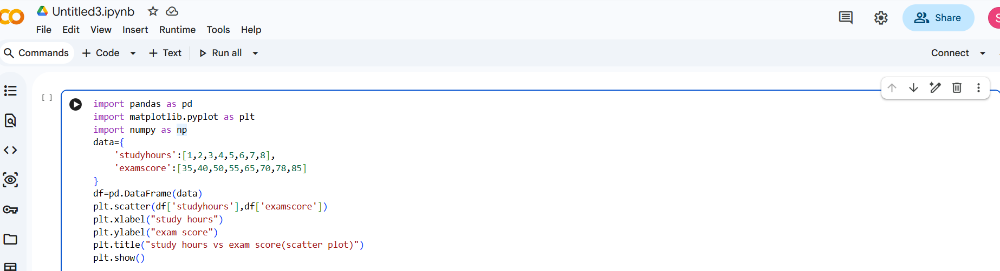 Untitled3.ipynb
File Edit View Insert Runtime Tools Help
Share
S
Commands + Code + Text Run all
Connect
[ ]
import pandas as pd
import matplotlib.pyplot as plt
import numpy as np
data={
    'studyhours':[1,2,3,4,5,6,7,8],
    'examscore':[35,40,50,55,65,70,78,85]
}
df=pd.DataFrame(data)
plt.scatter(df['studyhours'],df['examscore'])
plt.xlabel("study hours")
plt.ylabel("exam score")
plt.title("study hours vs exam score(scatter plot)")
plt.show()